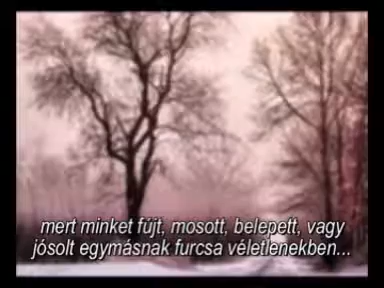 mert minket fújt, mosott, belepett, vagy
jósolt egymásnak furcsa véletlenekben...